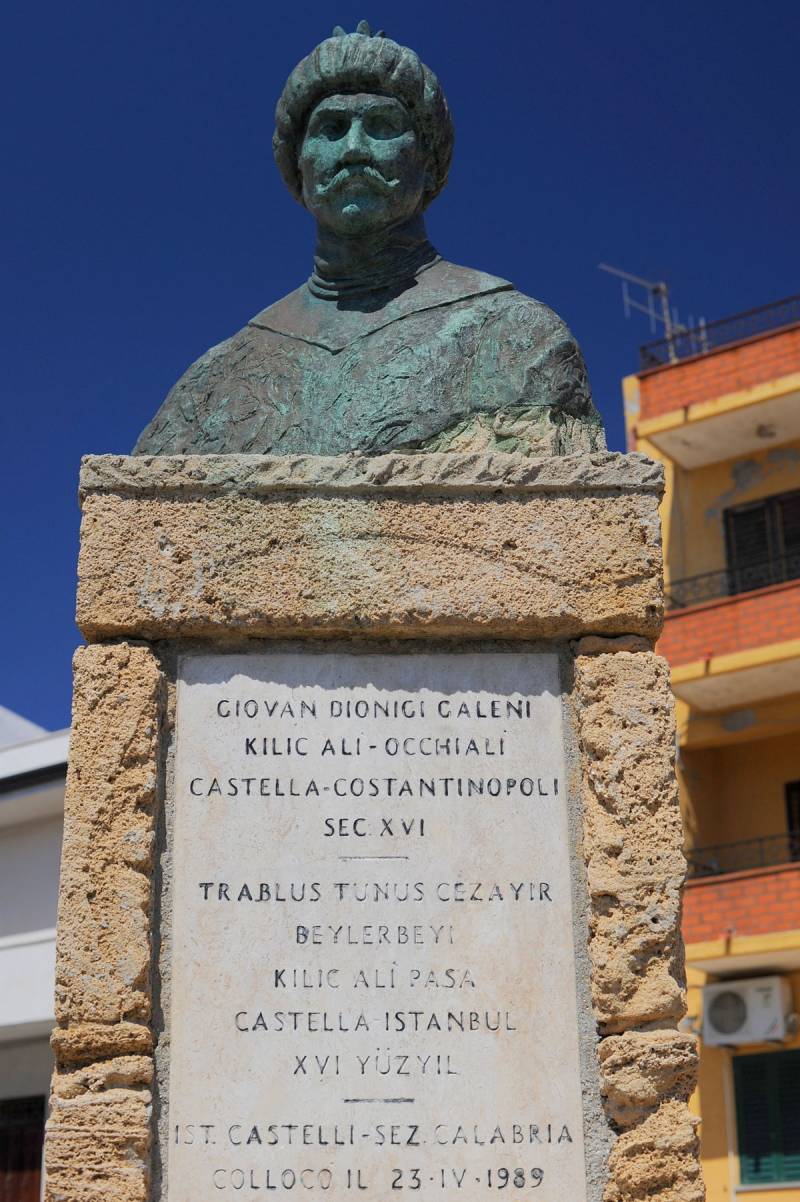 GIOVAN DIONIGI GALENI
KILIC ALI-OCCHIALI
CASTELLA-COSTANTINOPOLI
SEC. XVI
TRABLUS TUNUS CEZAYIR
BEYLERBEYI
KILIC ALİ PASA
CASTELLA-ISTANBUL
XVI YÜZYIL
IST. CASTELLI-SEZ. CALABRIA
COLLOCO IL 23·IV·1989